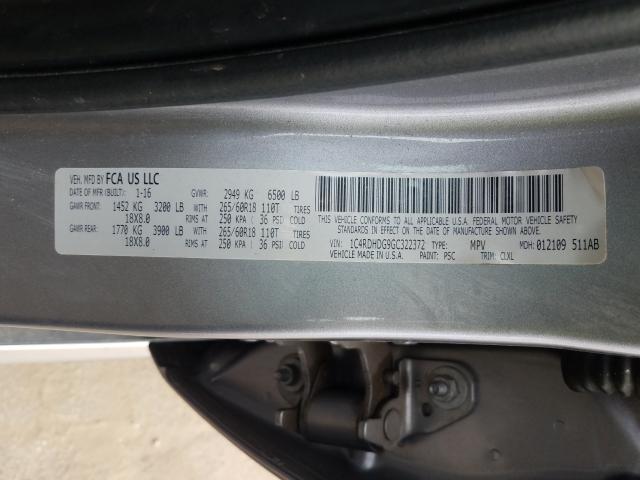 VEH. MFD BY FCA US LLC
DATE OF MFR (BUILT): 1-16 GVWR: 2949 KG 6500 LB
GAWR FRONT: 1452 KG 3200 LB WITH 265/60R18 110T TIRES
18X8.0 RIMS AT 250 KPA ( 36 PSI) COLD
GAWR REAR: 1770 KG 3900 LB WITH 265/60R18 110T TIRES
18X8.0 RIMS AT 250 KPA ( 36 PSI) COLD
THIS VEHICLE CONFORMS TO ALL APPLICABLE U.S.A. FEDERAL MOTOR VEHICLE SAFETY
STANDARDS IN EFFECT ON THE DATE OF MANUFACTURE SHOWN ABOVE.
1C4RDHDG9GC322372 TYPE: MPV MDH: 012109 511AB
VEHICLE MADE IN U.S.A. PAINT: PSC TRIM: CLXL